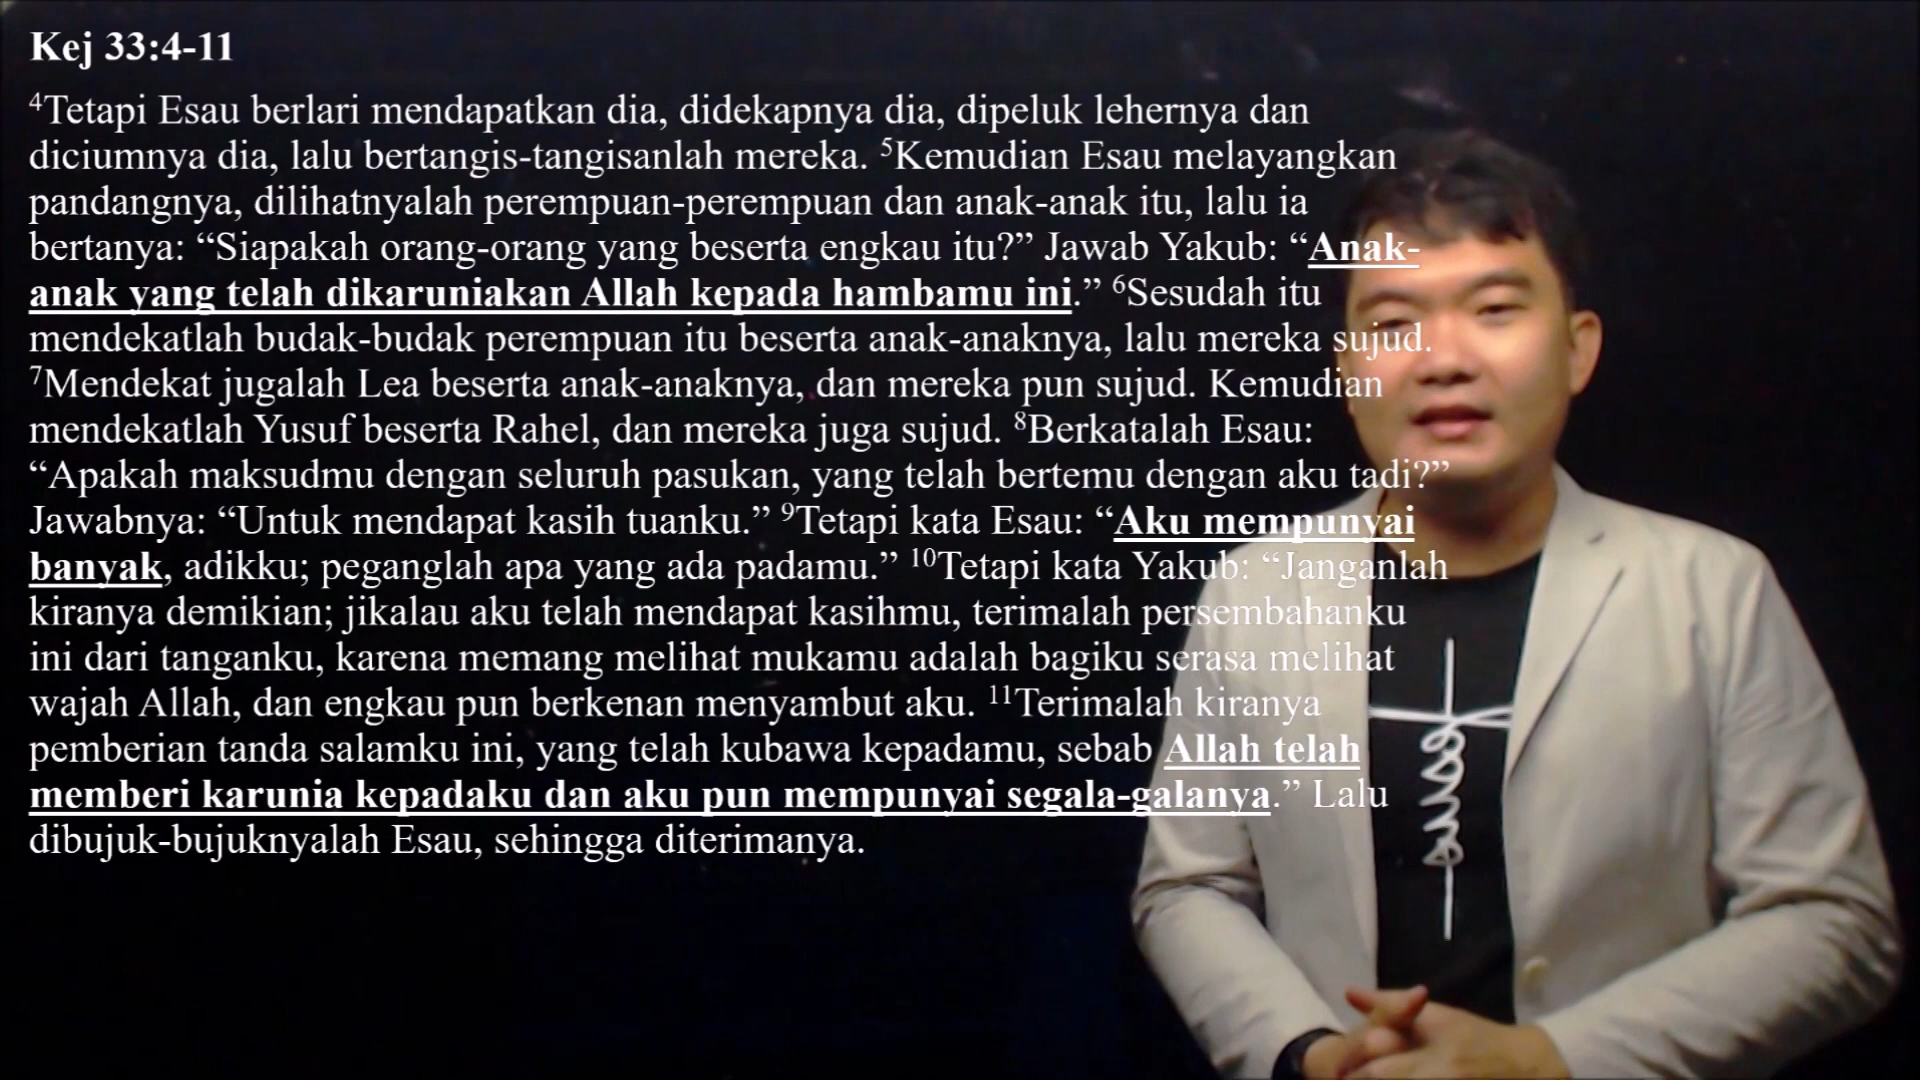 Kej 33:4-11
⁴Tetapi Esau berlari mendapatkan dia, didekapnya dia, dipeluk lehernya dan
diciumnya dia, lalu bertangis-tangisanlah mereka. ⁵Kemudian Esau melayangkan
pandangnya, dilihatnyalah perempuan-perempuan dan anak-anak itu, lalu ia
bertanya: “Siapakah orang-orang yang beserta engkau itu?” Jawab Yakub: “Anak-
anak yang telah dikaruniakan Allah kepada hambamu ini.” ⁶Sesudah itu
mendekatlah budak-budak perempuan itu beserta anak-anaknya, lalu mereka sujud.
⁷Mendekat jugalah Lea beserta anak-anaknya, dan mereka pun sujud. Kemudian
mendekatlah Yusuf beserta Rahel, dan mereka juga sujud. ⁸Berkatalah Esau:
“Apakah maksudmu dengan seluruh pasukan, yang telah bertemu dengan aku tadi?”
Jawabnya: “Untuk mendapat kasih tuanku.” ⁹Tetapi kata Esau: “Aku mempunyai
banyak, adikku; peganglah apa yang ada padamu.” ¹⁰Tetapi kata Yakub: “Janganlah
kiranya demikian; jikalau aku telah mendapat kasihmu, terimalah persembahanku
ini dari tanganku, karena memang melihat mukamu adalah bagiku serasa melihat
wajah Allah, dan engkau pun berkenan menyambut aku. ¹¹Terimalah kiranya
pemberian tanda salamku ini, yang telah kubawa kepadamu, sebab Allah telah
memberi karunia kepadaku dan aku pun mempunyai segala-galanya.” Lalu
dibujuk-bujuknyalah Esau, sehingga diterimanya.